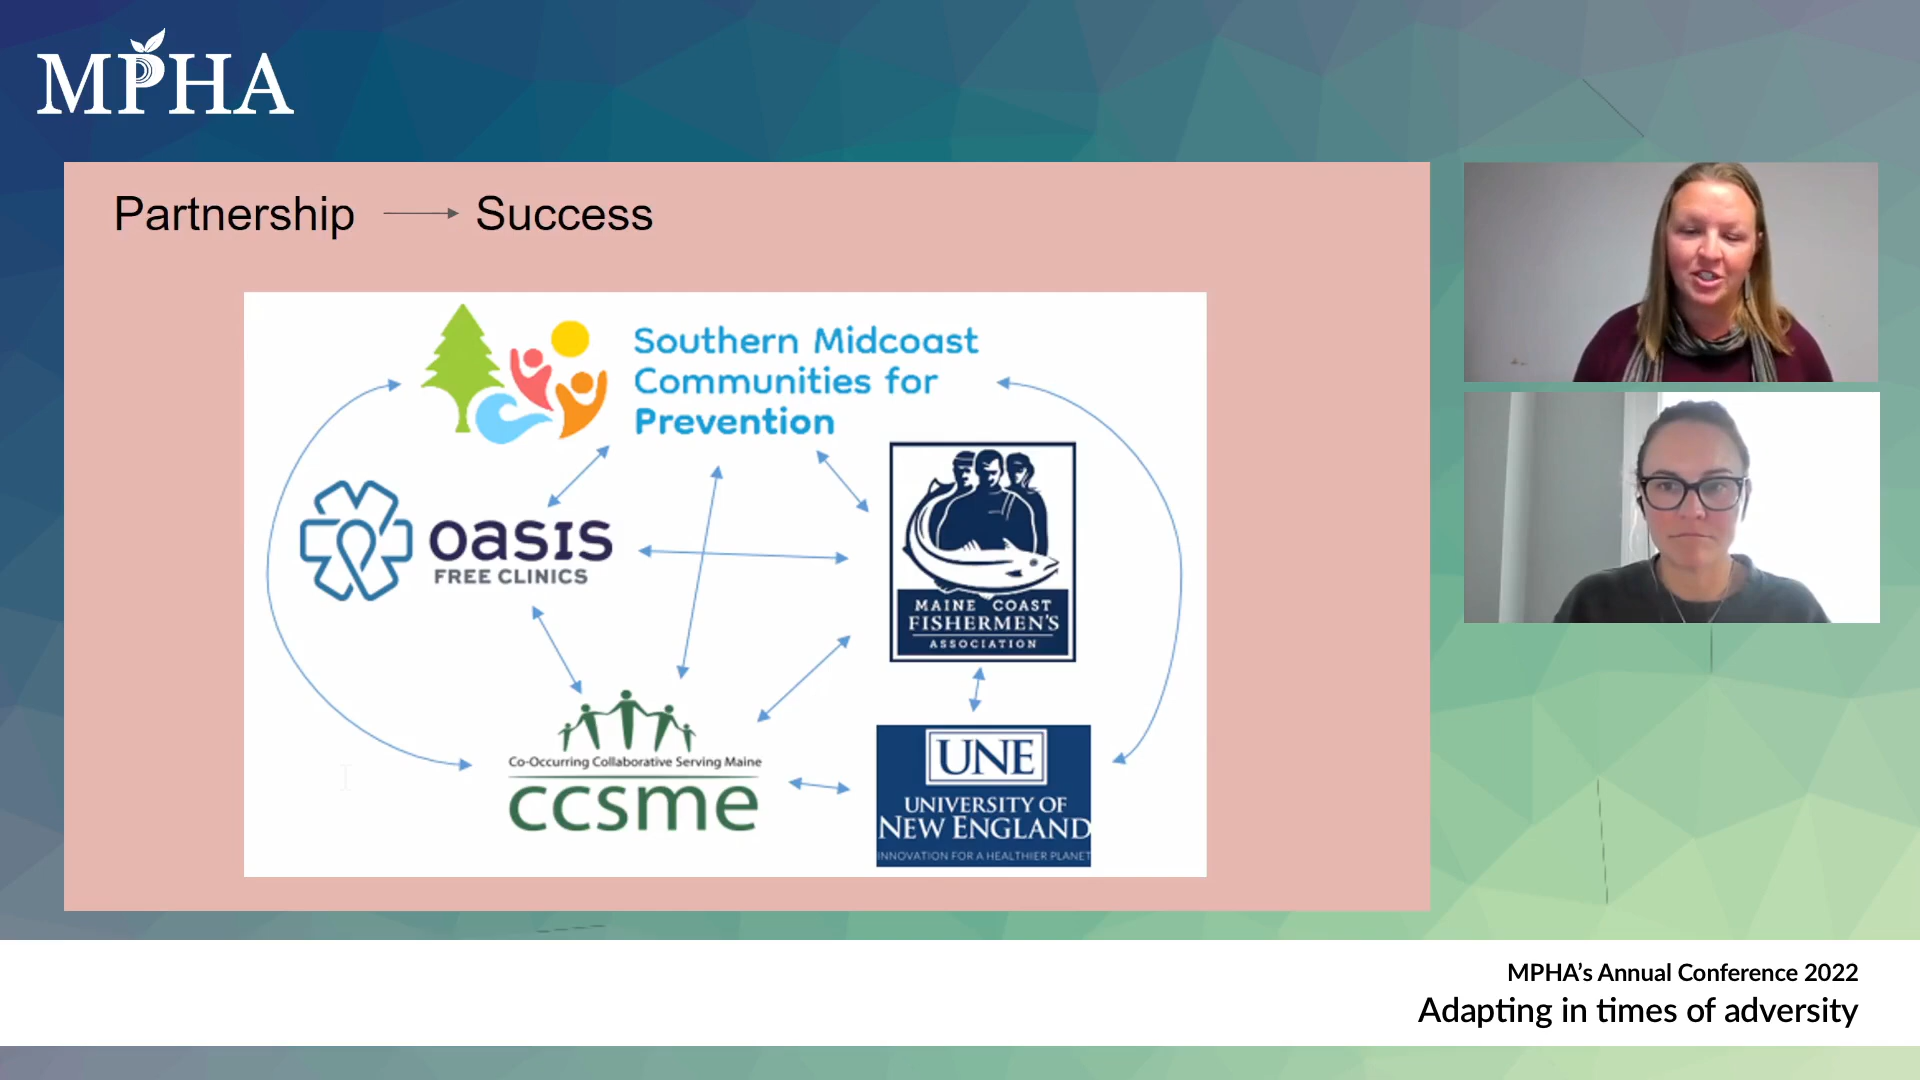 MPHA
Partnership
Success
Southern Midcoast
Communities for
Prevention
oasis
FREE CLINICS
MAINE COAST
FISHERMEN'S
ASSOCIATION
Co-Occurring Collaborative Serving Maine
ccsme
UNE
UNIVERSITY OF
NEW ENGLAND
INNOVATION FOR A HEALTHIER PLANET
MPHA's Annual Conference 2022
Adapting in times of adversity